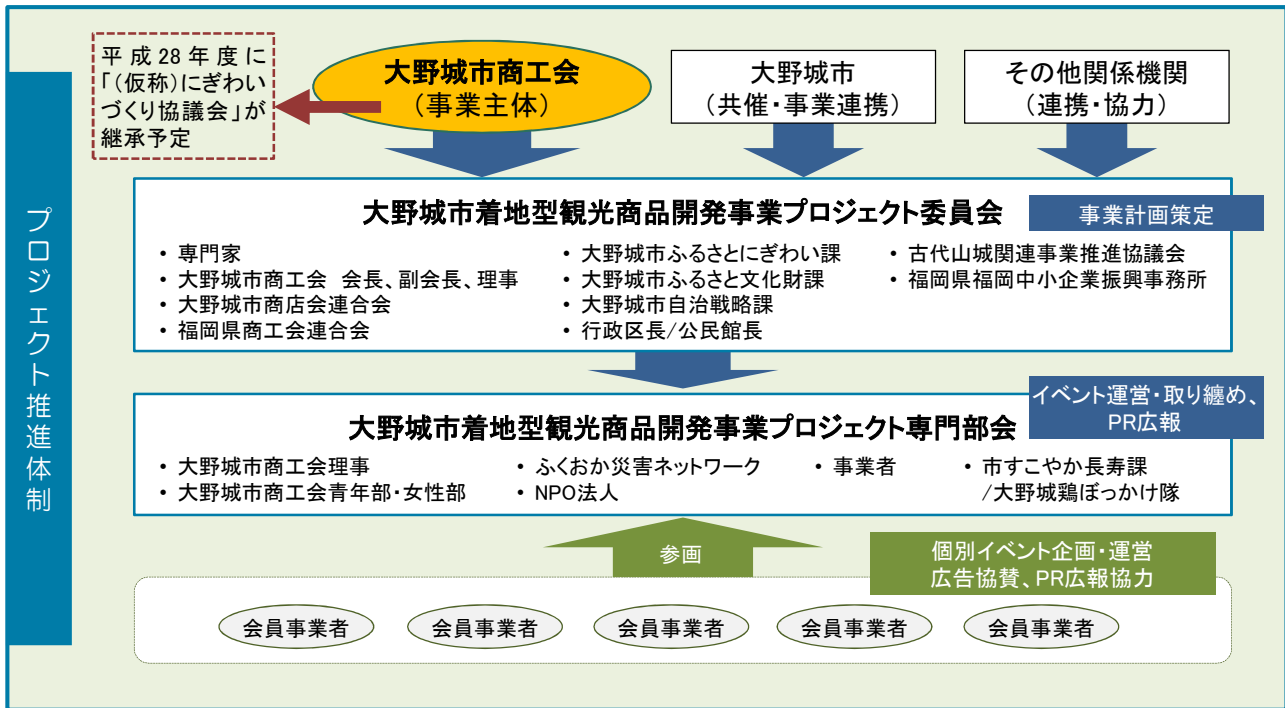 プロジェクト推進体制
平成28年度に
「(仮称)にぎわい
づくり協議会」が
継承予定
大野城市商工会
(事業主体)
大野城市
(共催・事業連携)
その他関係機関
(連携・協力)
大野城市着地型観光商品開発事業プロジェクト委員会
事業計画策定
• 専門家
• 大野城市商工会 会長、副会長、理事
• 大野城市商店会連合会
• 福岡県商工会連合会
• 大野城市ふるさとにぎわい課
• 大野城市ふるさと文化財課
• 大野城市自治戦略課
• 行政区長/公民館長
• 古代山城関連事業推進協議会
• 福岡県福岡中小企業振興事務所
イベント運営・取り纏め、
PR広報
大野城市着地型観光商品開発事業プロジェクト専門部会
• 大野城市商工会理事
• 大野城市商工会青年部・女性部
• ふくおか災害ネットワーク
• NPO法人
• 事業者
• 市すこやか長寿課
/大野城鶏ぼっかけ隊
参画
個別イベント企画・運営
広告協賛、PR広報協力
会員事業者
会員事業者
会員事業者
会員事業者
会員事業者